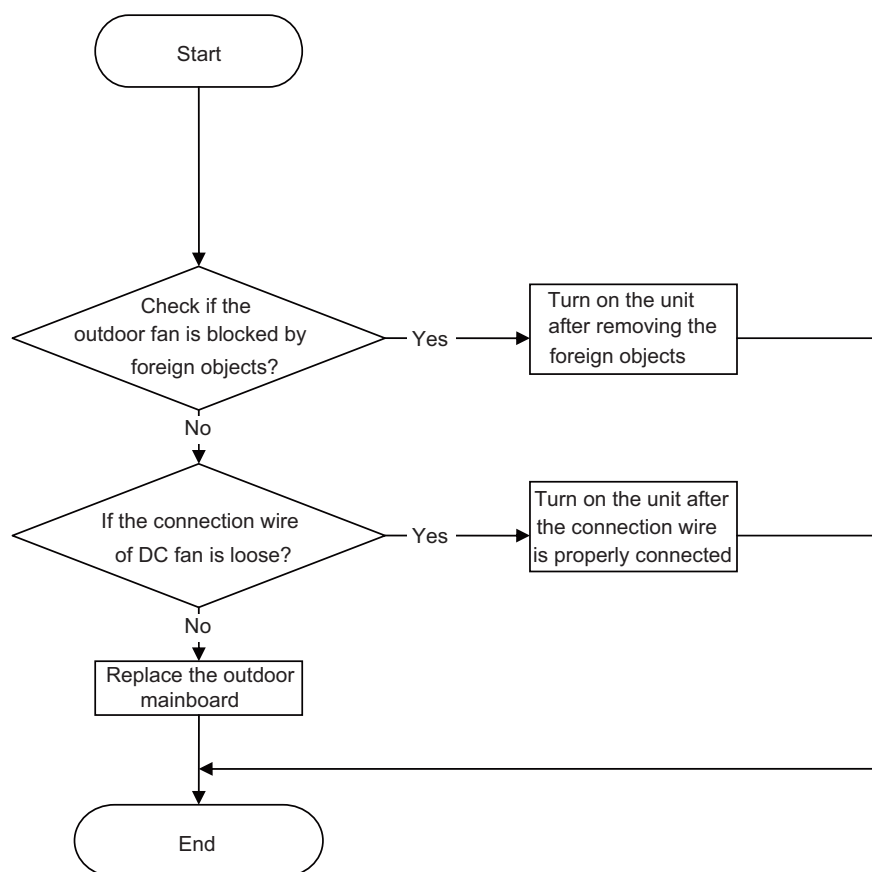 Start
Check if the
outdoor fan is blocked by
foreign objects?
Yes
Turn on the unit
after removing the
foreign objects
No
If the connection wire
of DC fan is loose?
Yes
Turn on the unit after
the connection wire
is properly connected
No
Replace the outdoor
mainboard
End